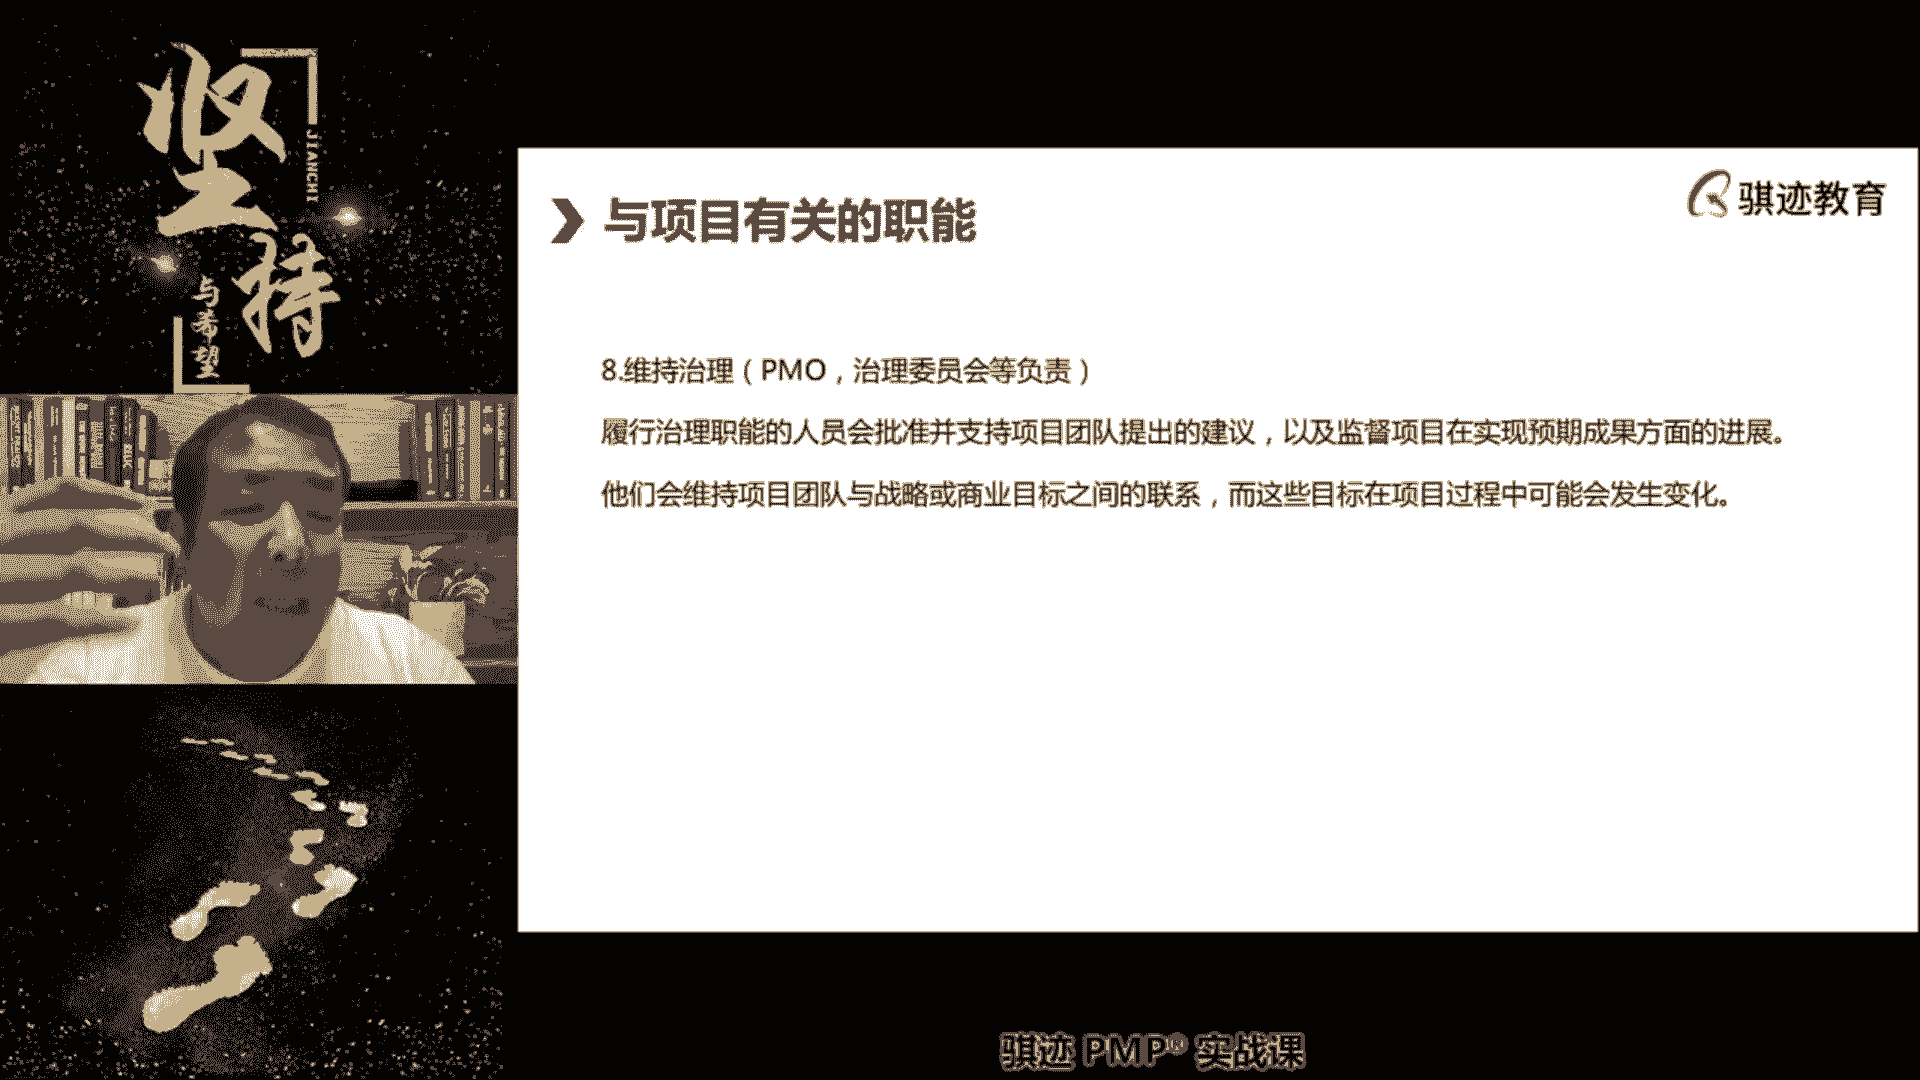 坚持
JIANCHI
与希望
与项目有关的职能
骐迹教育
8.维持治理（PMO，治理委员会等负责）
履行治理职能的人员会批准并支持项目团队提出的建议，以及监督项目在实现预期成果方面的进展。
他们会维持项目团队与战略或商业目标之间的联系，而这些目标在项目过程中可能会发生变化。
骐迹 PMP® 实战课